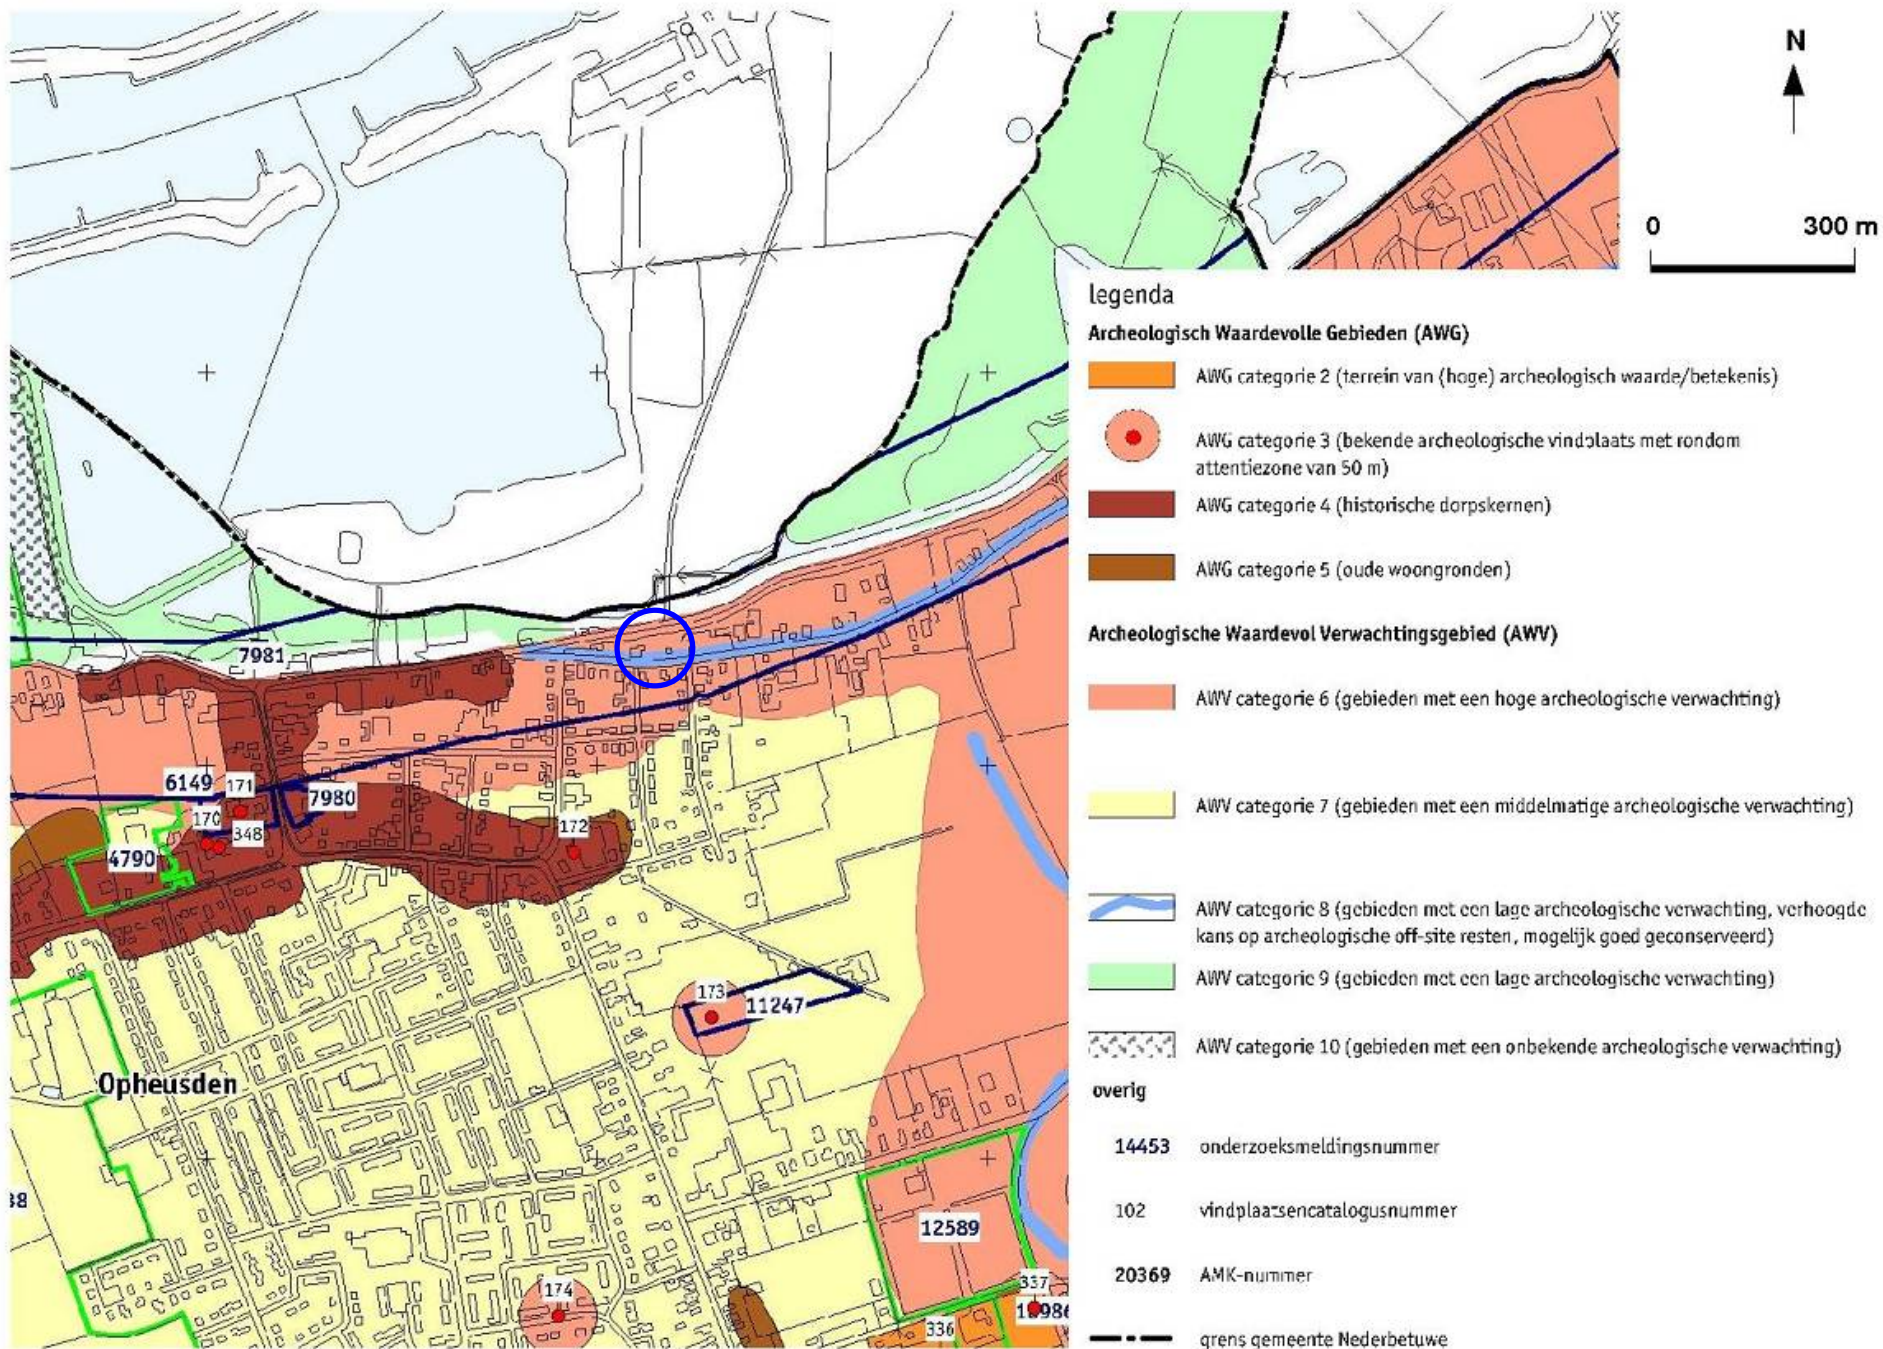 N
0 300 m
legenda
Archeologisch Waardevolle Gebieden (AWG)
AWG categorie 2 (terrein van (hoge) archeologisch waarde/betekenis)
AWG categorie 3 (bekende archeologische vindplaats met rondom
attentiezone van 50 m)
AWG categorie 4 (historische dorpskernen)
AWG categorie 5 (oude woongronden)
Archeologische Waardevol Verwachtingsgebied (AWV)
AWV categorie 6 (gebieden met een hoge archeologische verwachting)
AWV categorie 7 (gebieden met een middelmatige archeologische verwachting)
AWV categorie 8 (gebieden met een lage archeologische verwachting, verhoogde
kans op archeologische off-site resten, mogelijk goed geconserveerd)
AWV categorie 9 (gebieden met een lage archeologische verwachting)
AWV categorie 10 (gebieden met een onbekende archeologische verwachting)
overig
14453 onderzoeksmeldingsnummer
102 vindplaatsencatalogusnummer
20369 AMK-nummer
grens gemeente Nederbetuwe
7981
6149
171
7980
170
348
172
4790
173
11247
Opheusden
38
12589
174
337
336